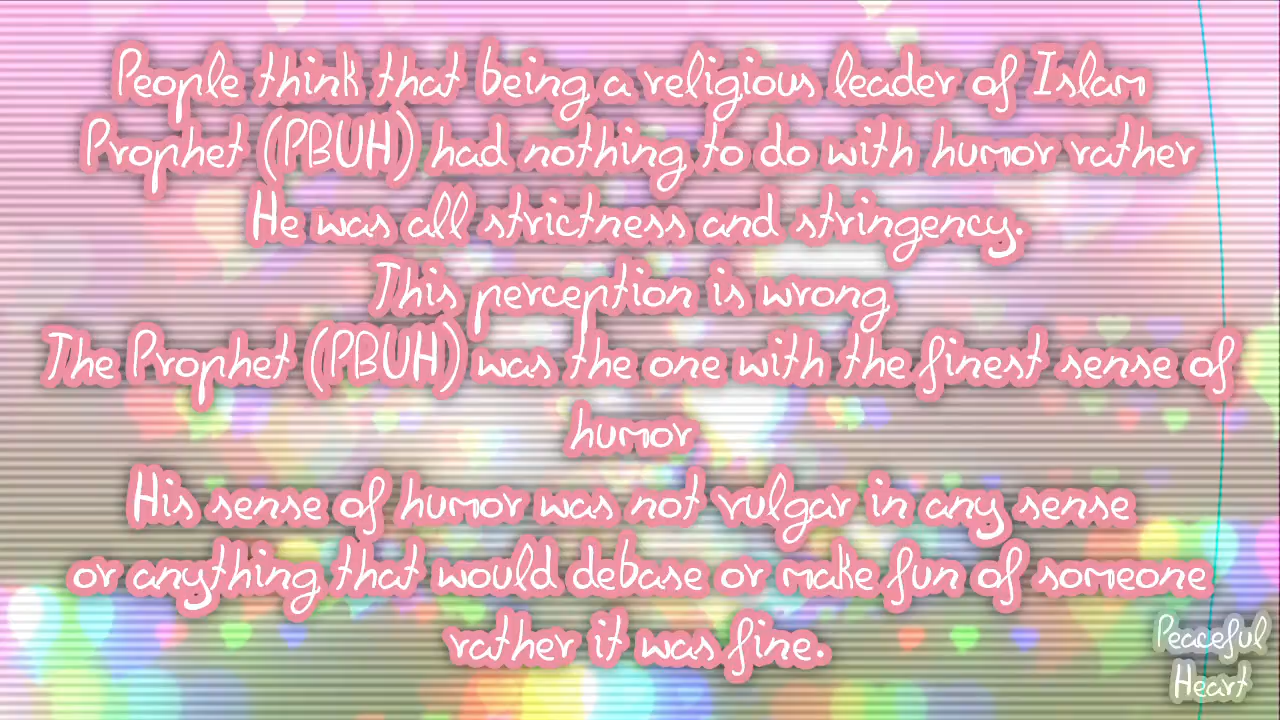 People think that being a religious leader of Islam
Prophet (PBUH) had nothing to do with humor rather
He was all strictness and stringency.
This perception is wrong
The Prophet (PBUH) was the one with the finest sense of
humor
His sense of humor was not vulgar in any sense
or anything that would debase or make fun of someone
rather it was fine.
Peaceful
Heart